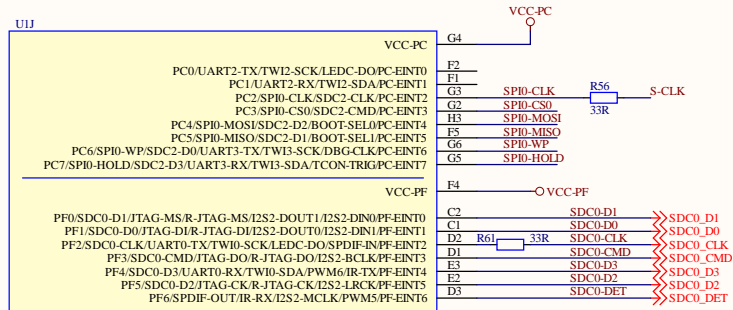 VCC-PC
U1J
VCC-PC G4
PC0/UART2-TX/TWI2-SCK/LEDC-DO/PC-EINT0 F2
PC1/UART2-RX/TWI2-SDA/PC-EINT1 F1
PC2/SPI0-CLK/SDC2-CLK/PC-EINT2 G3 SPI0-CLK R56 33R S-CLK
PC3/SPI0-CS0/SDC2-CMD/PC-EINT3 G2 SPI0-CS0
PC4/SPI0-MOSI/SDC2-D2/BOOT-SEL0/PC-EINT4 H3 SPI0-MOSI
PC5/SPI0-MISO/SDC2-D1/BOOT-SEL1/PC-EINT5 F5 SPI0-MISO
PC6/SPI0-WP/SDC2-D0/UART3-TX/TWI3-SCK/DBG-CLK/PC-EINT6 G6 SPI0-WP
PC7/SPI0-HOLD/SDC2-D3/UART3-RX/TWI3-SDA/TCON-TRIG/PC-EINT7 G5 SPI0-HOLD
VCC-PF F4 VCC-PF
PF0/SDC0-D1/JTAG-MS/R-JTAG-MS/I2S2-DOUT1/I2S2-DIN0/PF-EINT0 C2 SDC0-D1 SDC0_D1
PF1/SDC0-D0/JTAG-DI/R-JTAG-DI/I2S2-DOUT0/I2S2-DIN1/PF-EINT1 C1 SDC0-D0 SDC0_D0
PF2/SDC0-CLK/UART0-TX/TWI0-SCK/LEDC-DO/SPDIF-IN/PF-EINT2 D2 R61 33R SDC0-CLK SDC0_CLK
PF3/SDC0-CMD/JTAG-DO/R-JTAG-DO/I2S2-BCLK/PF-EINT3 D1 SDC0-CMD SDC0_CMD
PF4/SDC0-D3/UART0-RX/TWI0-SDA/PWM6/IR-TX/PF-EINT4 E3 SDC0-D3 SDC0_D3
PF5/SDC0-D2/JTAG-CK/R-JTAG-CK/I2S2-LRCK/PF-EINT5 E2 SDC0-D2 SDC0_D2
PF6/SPDIF-OUT/IR-RX/I2S2-MCLK/PWM5/PF-EINT6 D3 SDC0-DET SDC0_DET